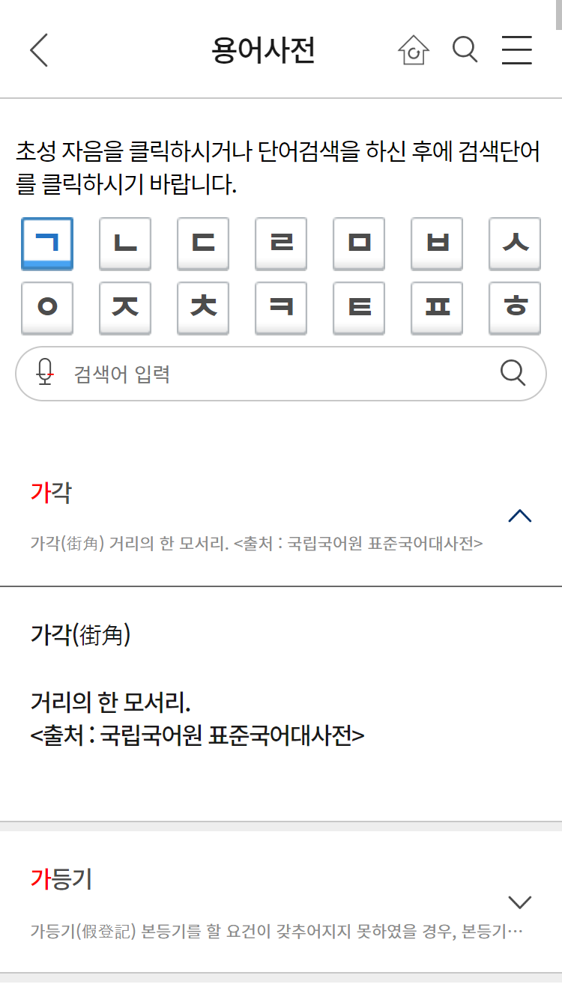 용어사전
초성 자음을 클릭하시거나 단어검색을 하신 후에 검색단어
를 클릭하시기 바랍니다.
ㄱ ㄴ ㄷ ㄹ ㅁ ㅂ ㅅ
ㅇ ㅈ ㅊ ㅋ ㅌ ㅍ ㅎ
검색어 입력
가각
가각(街角) 거리의 한 모서리. <출처 : 국립국어원 표준국어대사전>
가각(街角)
거리의 한 모서리.
<출처 : 국립국어원 표준국어대사전>
가등기
가등기(假登記) 본등기를 할 요건이 갖추어지지 못하였을 경우, 본등기…